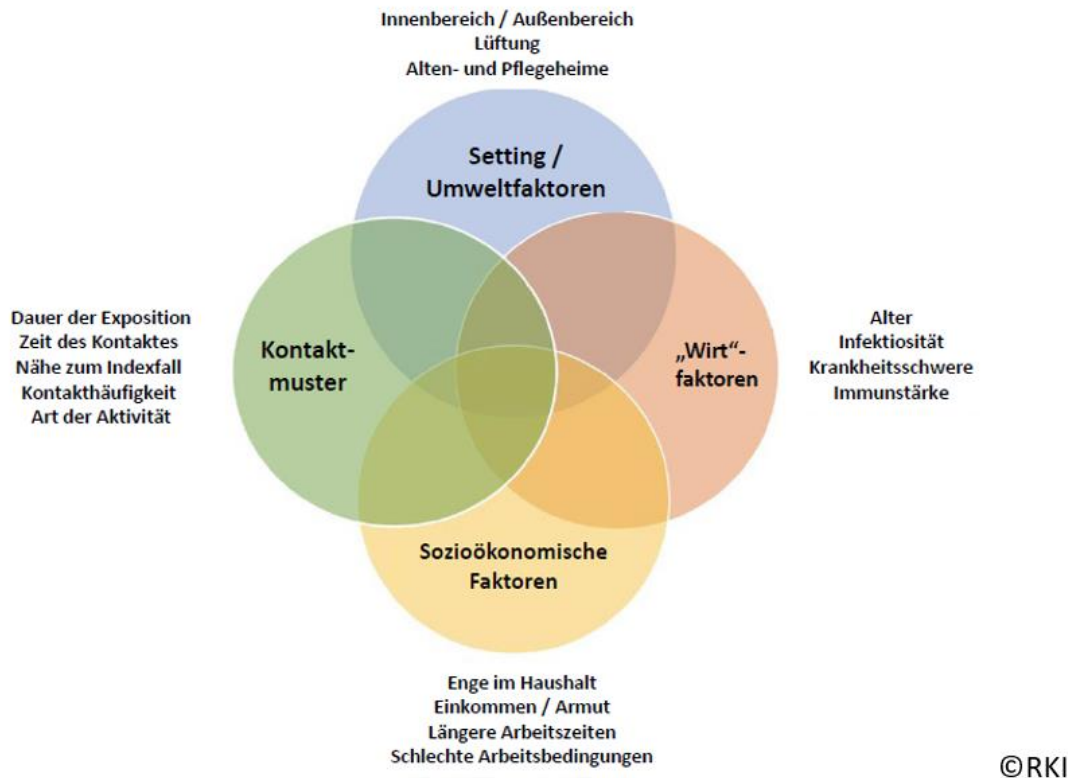 Innenbereich / Außenbereich
Lüftung
Alten- und Pflegeheime
Setting /
Umweltfaktoren
Dauer der Exposition
Zeit des Kontaktes
Nähe zum Indexfall
Kontakthäufigkeit
Art der Aktivität
Kontakt-
muster
„Wirt“-
faktoren
Alter
Infektiosität
Krankheitsschwere
Immunstärke
Sozioökonomische
Faktoren
Enge im Haushalt
Einkommen / Armut
Längere Arbeitszeiten
Schlechte Arbeitsbedingungen
©RKI